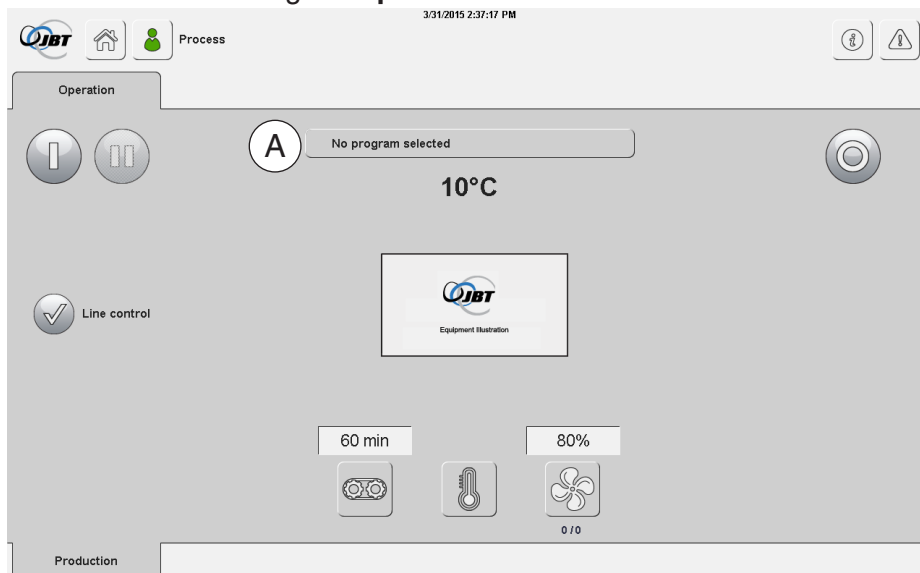 3/31/2015 2:37:17 PM
JBT
Process
Operation
A
No program selected
10°C
JBT
Equipment Illustration
Line control
60 min
80%
0 / 0
Production